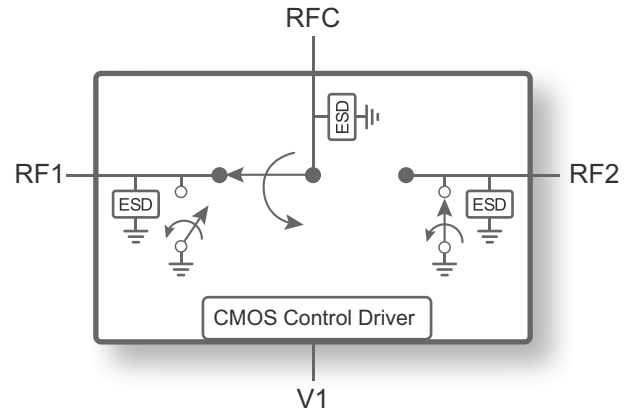 RFC
ESD
RF1
RF2
ESD
ESD
CMOS Control Driver
V1